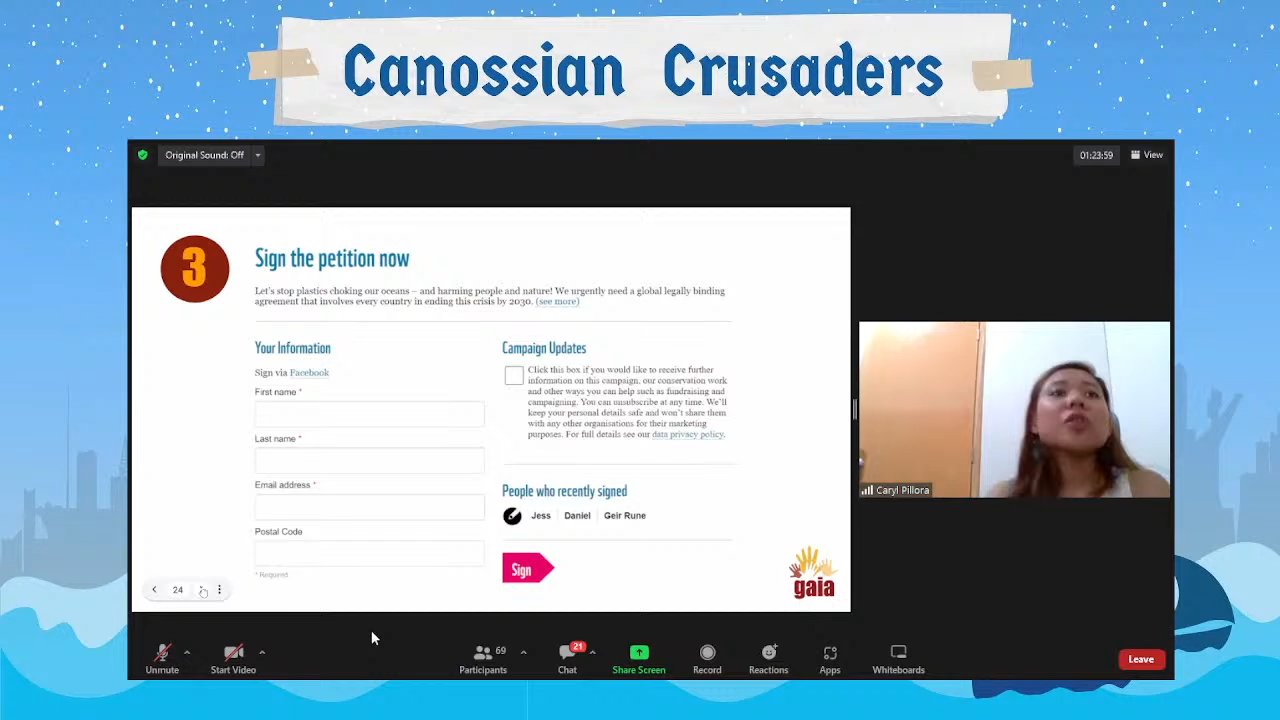 Canossian Crusaders
Original Sound: Off
01:23:59
View
3
Sign the petition now
Let's stop plastics choking our oceans – and harming people and nature! We urgently need a global legally binding
agreement that involves every country in ending this crisis by 2030. (see more)
Your Information
Sign via Facebook
First name *
Last name *
Email address *
Postal Code
* Required
Campaign Updates
Click this box if you would like to receive further
information on this campaign, our conservation work
and other ways you can help such as fundraising and
campaigning. You can unsubscribe at any time. We'll
keep your personal details safe and won't share them
with any other organisations for their marketing
purposes. For full details see our data privacy policy.
People who recently signed
Jess Daniel Geir Rune
Sign
gaia
24
Caryl Pillora
Unmute
Start Video
69
Participants
21
Chat
Share Screen
Record
Reactions
Apps
Whiteboards
Leave